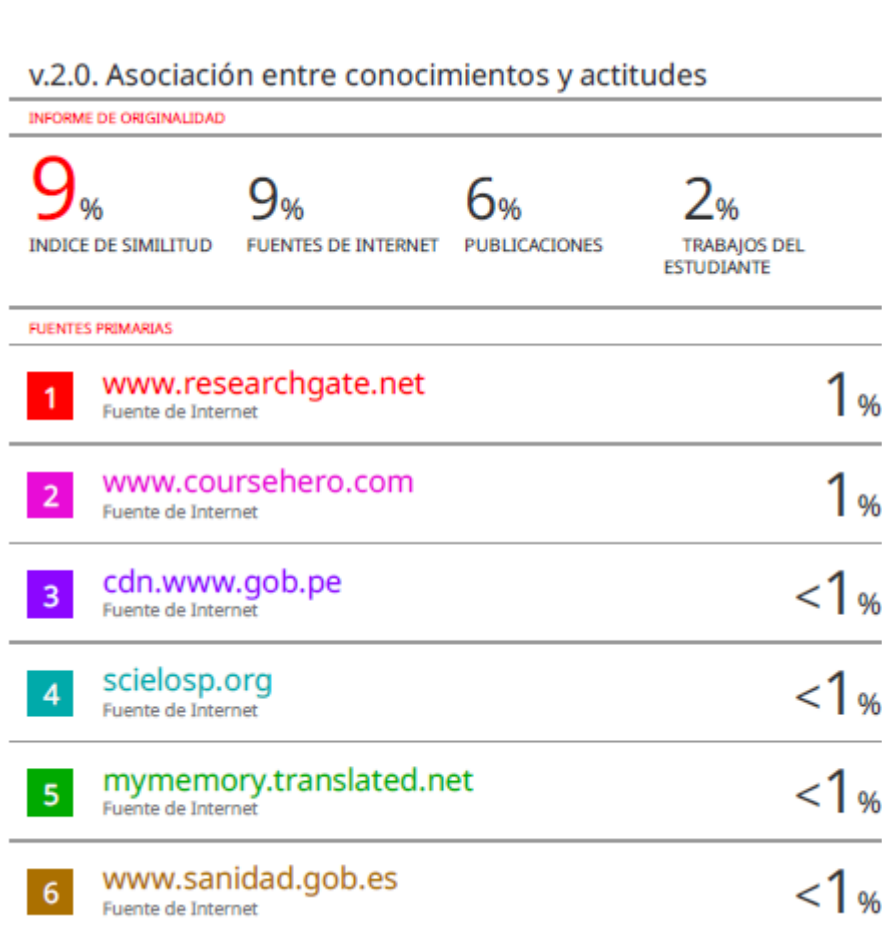 v.2.0. Asociación entre conocimientos y actitudes
INFORME DE ORIGINALIDAD
9% 9% 6% 2%
INDICE DE SIMILITUD FUENTES DE INTERNET PUBLICACIONES TRABAJOS DEL
ESTUDIANTE
FUENTES PRIMARIAS
1 www.researchgate.net 1%
Fuente de Internet
2 www.coursehero.com 1%
Fuente de Internet
3 cdn.www.gob.pe <1%
Fuente de Internet
4 scielosp.org <1%
Fuente de Internet
5 mymemory.translated.net <1%
Fuente de Internet
6 www.sanidad.gob.es <1%
Fuente de Internet